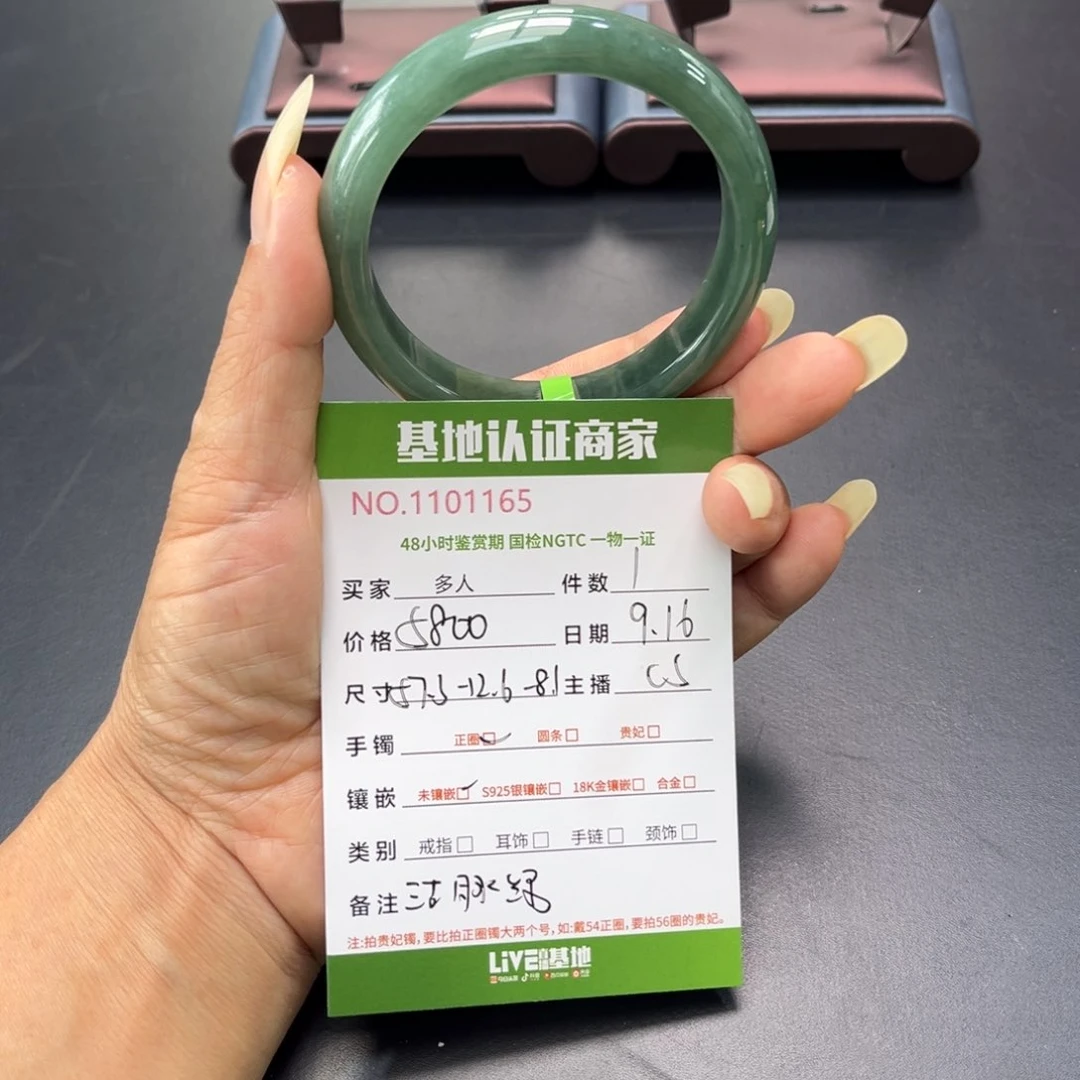 基地认证商家
NO.1101165
48小时鉴赏期 国检NGTC 一物一证
买家 多人 件数 1
价格 5800 日期 9.16
尺寸 57.5-12.6-8.1 主播
手镯 正圈☑ 圆条□ 贵妃□
镶嵌 未镶嵌☑ S925银镶嵌□ 18K金镶嵌□ 合金□
类别 戒指□ 耳饰□ 手链□ 颈饰□
备注
注:拍贵妃镯,要比拍正圈镯大两个号,如:戴54正圈,要拍56圈的贵妃。
LiVE 基地